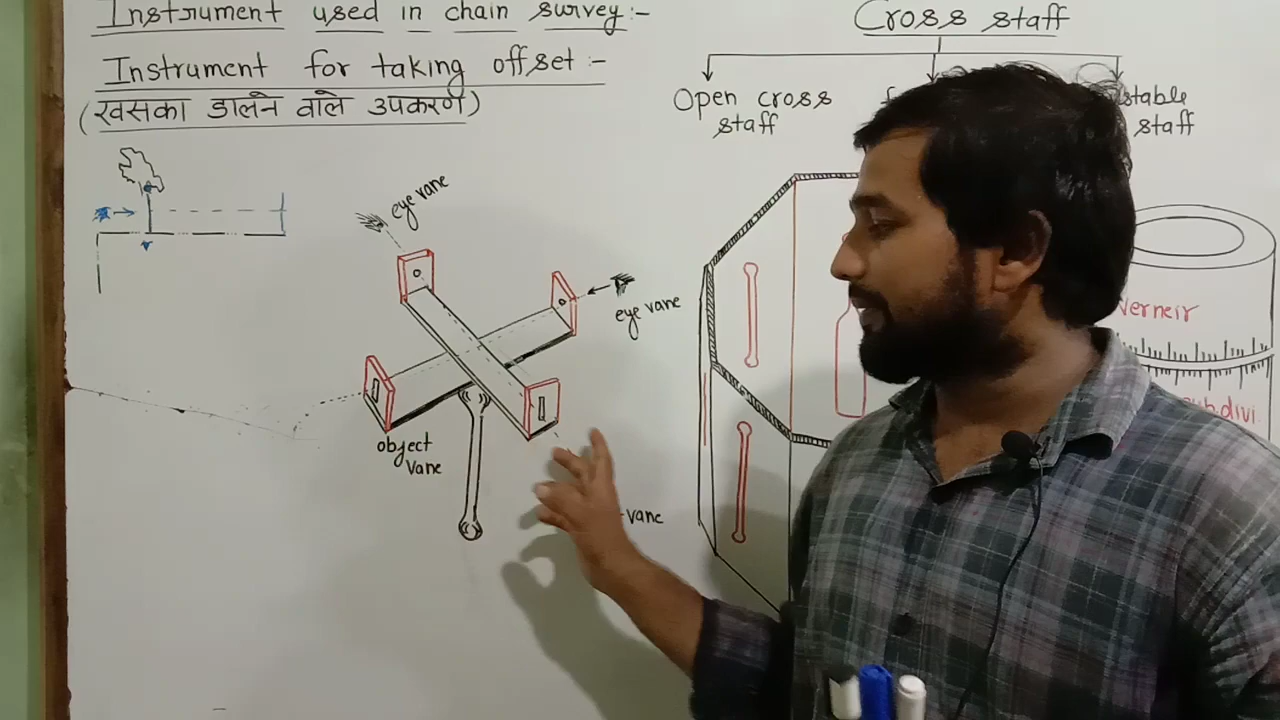 Instrument used in chain survey:-
Instrument for taking offset:-
(खसका डालने वाले उपकरण)
Cross staff
Open cross
staff
stable
staff
eye vane
eye vane
object
vane
vane
Verneir
divi.